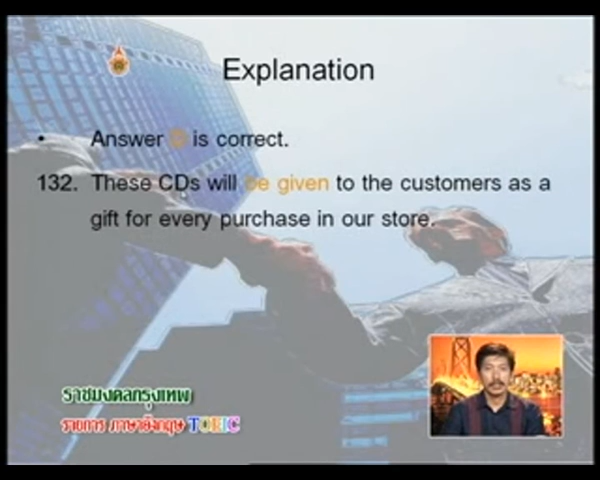 Explanation
• Answer D is correct.
132. These CDs will be given to the customers as a
gift for every purchase in our store.
ราชมงคลกรุงเทพ
รายการ ภาษาอังกฤษ TOEIC